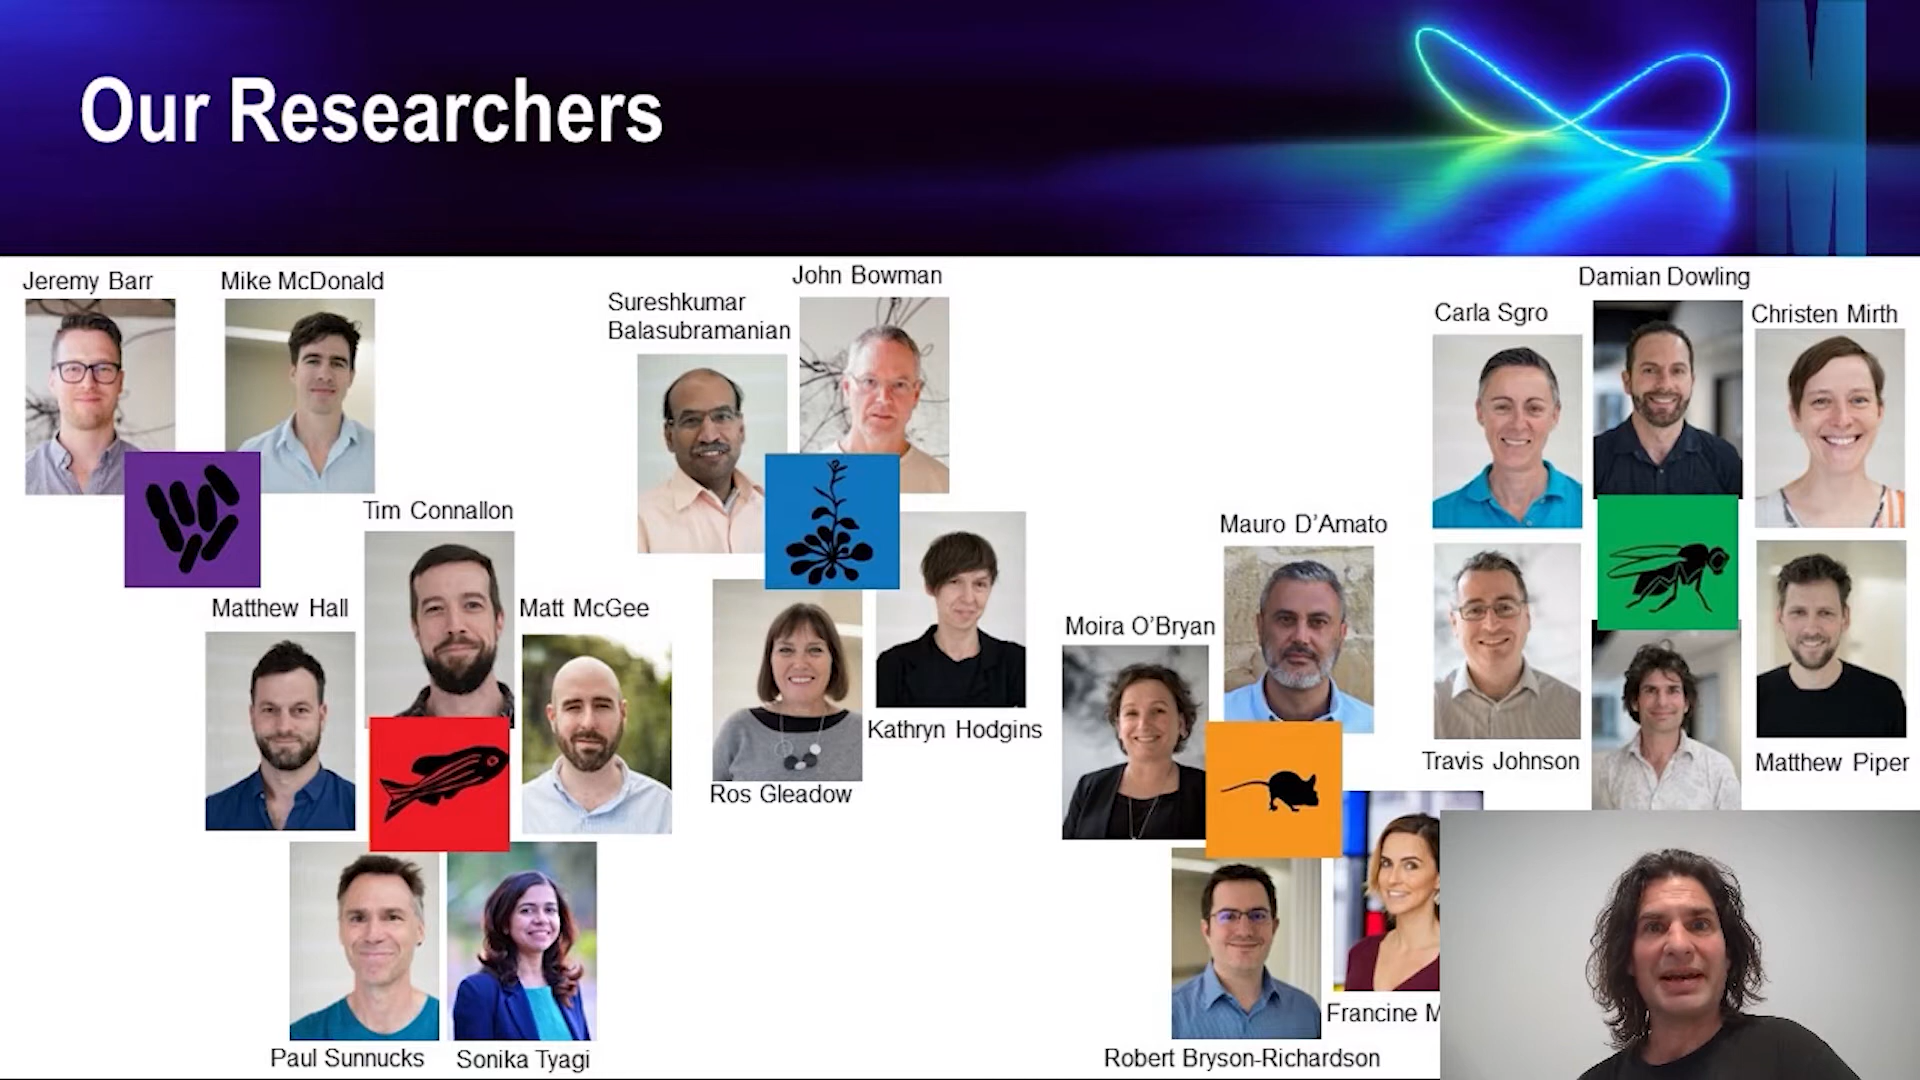 Our Researchers
Jeremy Barr
Mike McDonald
Sureshkumar
Balasubramanian
John Bowman
Damian Dowling
Carla Sgro
Christen Mirth
Tim Connallon
Mauro D'Amato
Matthew Hall
Matt McGee
Moira O'Bryan
Kathryn Hodgins
Ros Gleadow
Travis Johnson
Matthew Piper
Francine M
Paul Sunnucks
Sonika Tyagi
Robert Bryson-Richardson